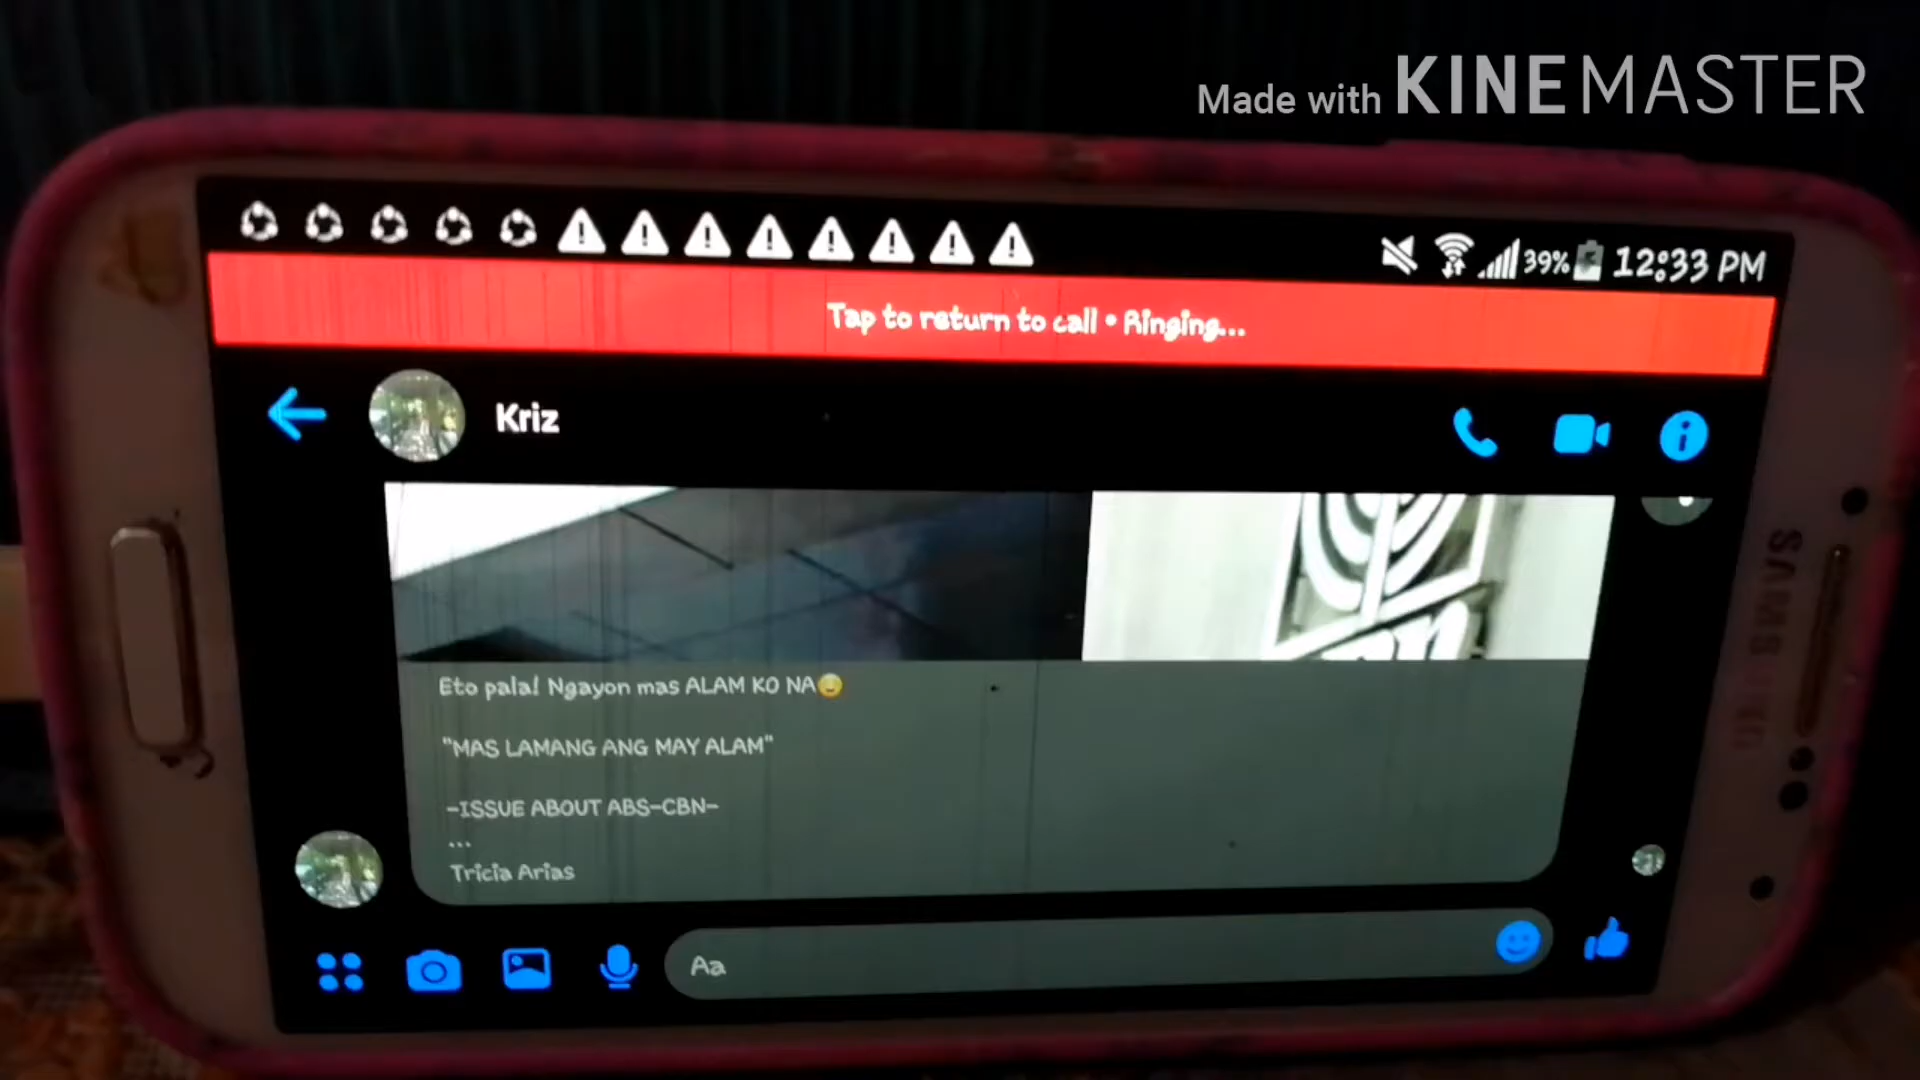 Made with KINEMASTER
39% 12:33 PM
Tap to return to call • Ringing...
Kriz
Eto pala! Ngayon mas ALAM KO NA😊
"MAS LAMANG ANG MAY ALAM"
-ISSUE ABOUT ABS-CBN-
...
Tricia Arias
Aa
SAMSUNG